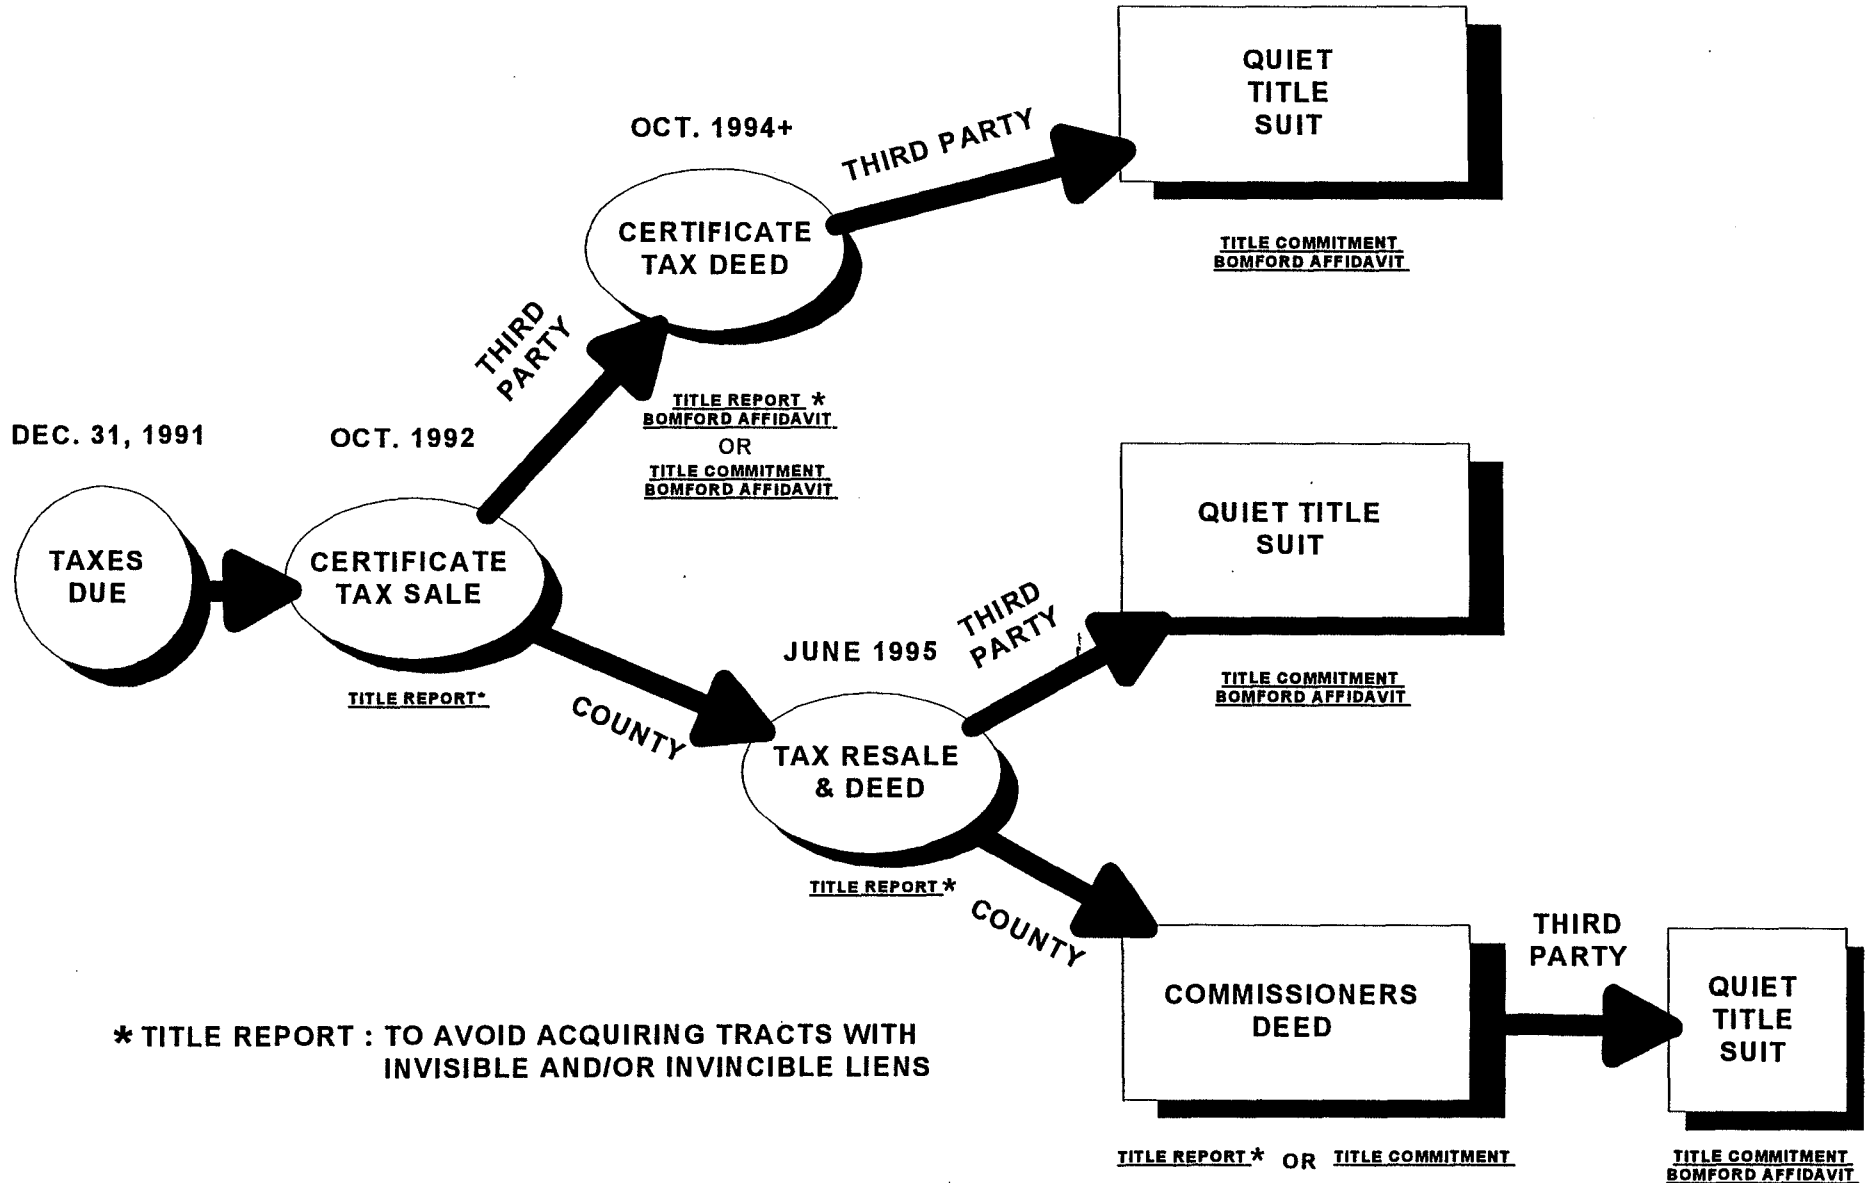 QUIET
TITLE
SUIT
OCT. 1994+
THIRD PARTY
CERTIFICATE
TAX DEED
TITLE COMMITMENT
BOMFORD AFFIDAVIT
THIRD
PARTY
TITLE REPORT *
BOMFORD AFFIDAVIT
OR
TITLE COMMITMENT
BOMFORD AFFIDAVIT
DEC. 31, 1991
OCT. 1992
TAXES
DUE
CERTIFICATE
TAX SALE
TITLE REPORT*
QUIET TITLE
SUIT
THIRD
PARTY
TITLE COMMITMENT
BOMFORD AFFIDAVIT
COUNTY
JUNE 1995
TAX RESALE
& DEED
TITLE REPORT *
COUNTY
COMMISSIONERS
DEED
THIRD
PARTY
QUIET
TITLE
SUIT
* TITLE REPORT : TO AVOID ACQUIRING TRACTS WITH
INVISIBLE AND/OR INVINCIBLE LIENS
TITLE REPORT * OR TITLE COMMITMENT
TITLE COMMITMENT
BOMFORD AFFIDAVIT